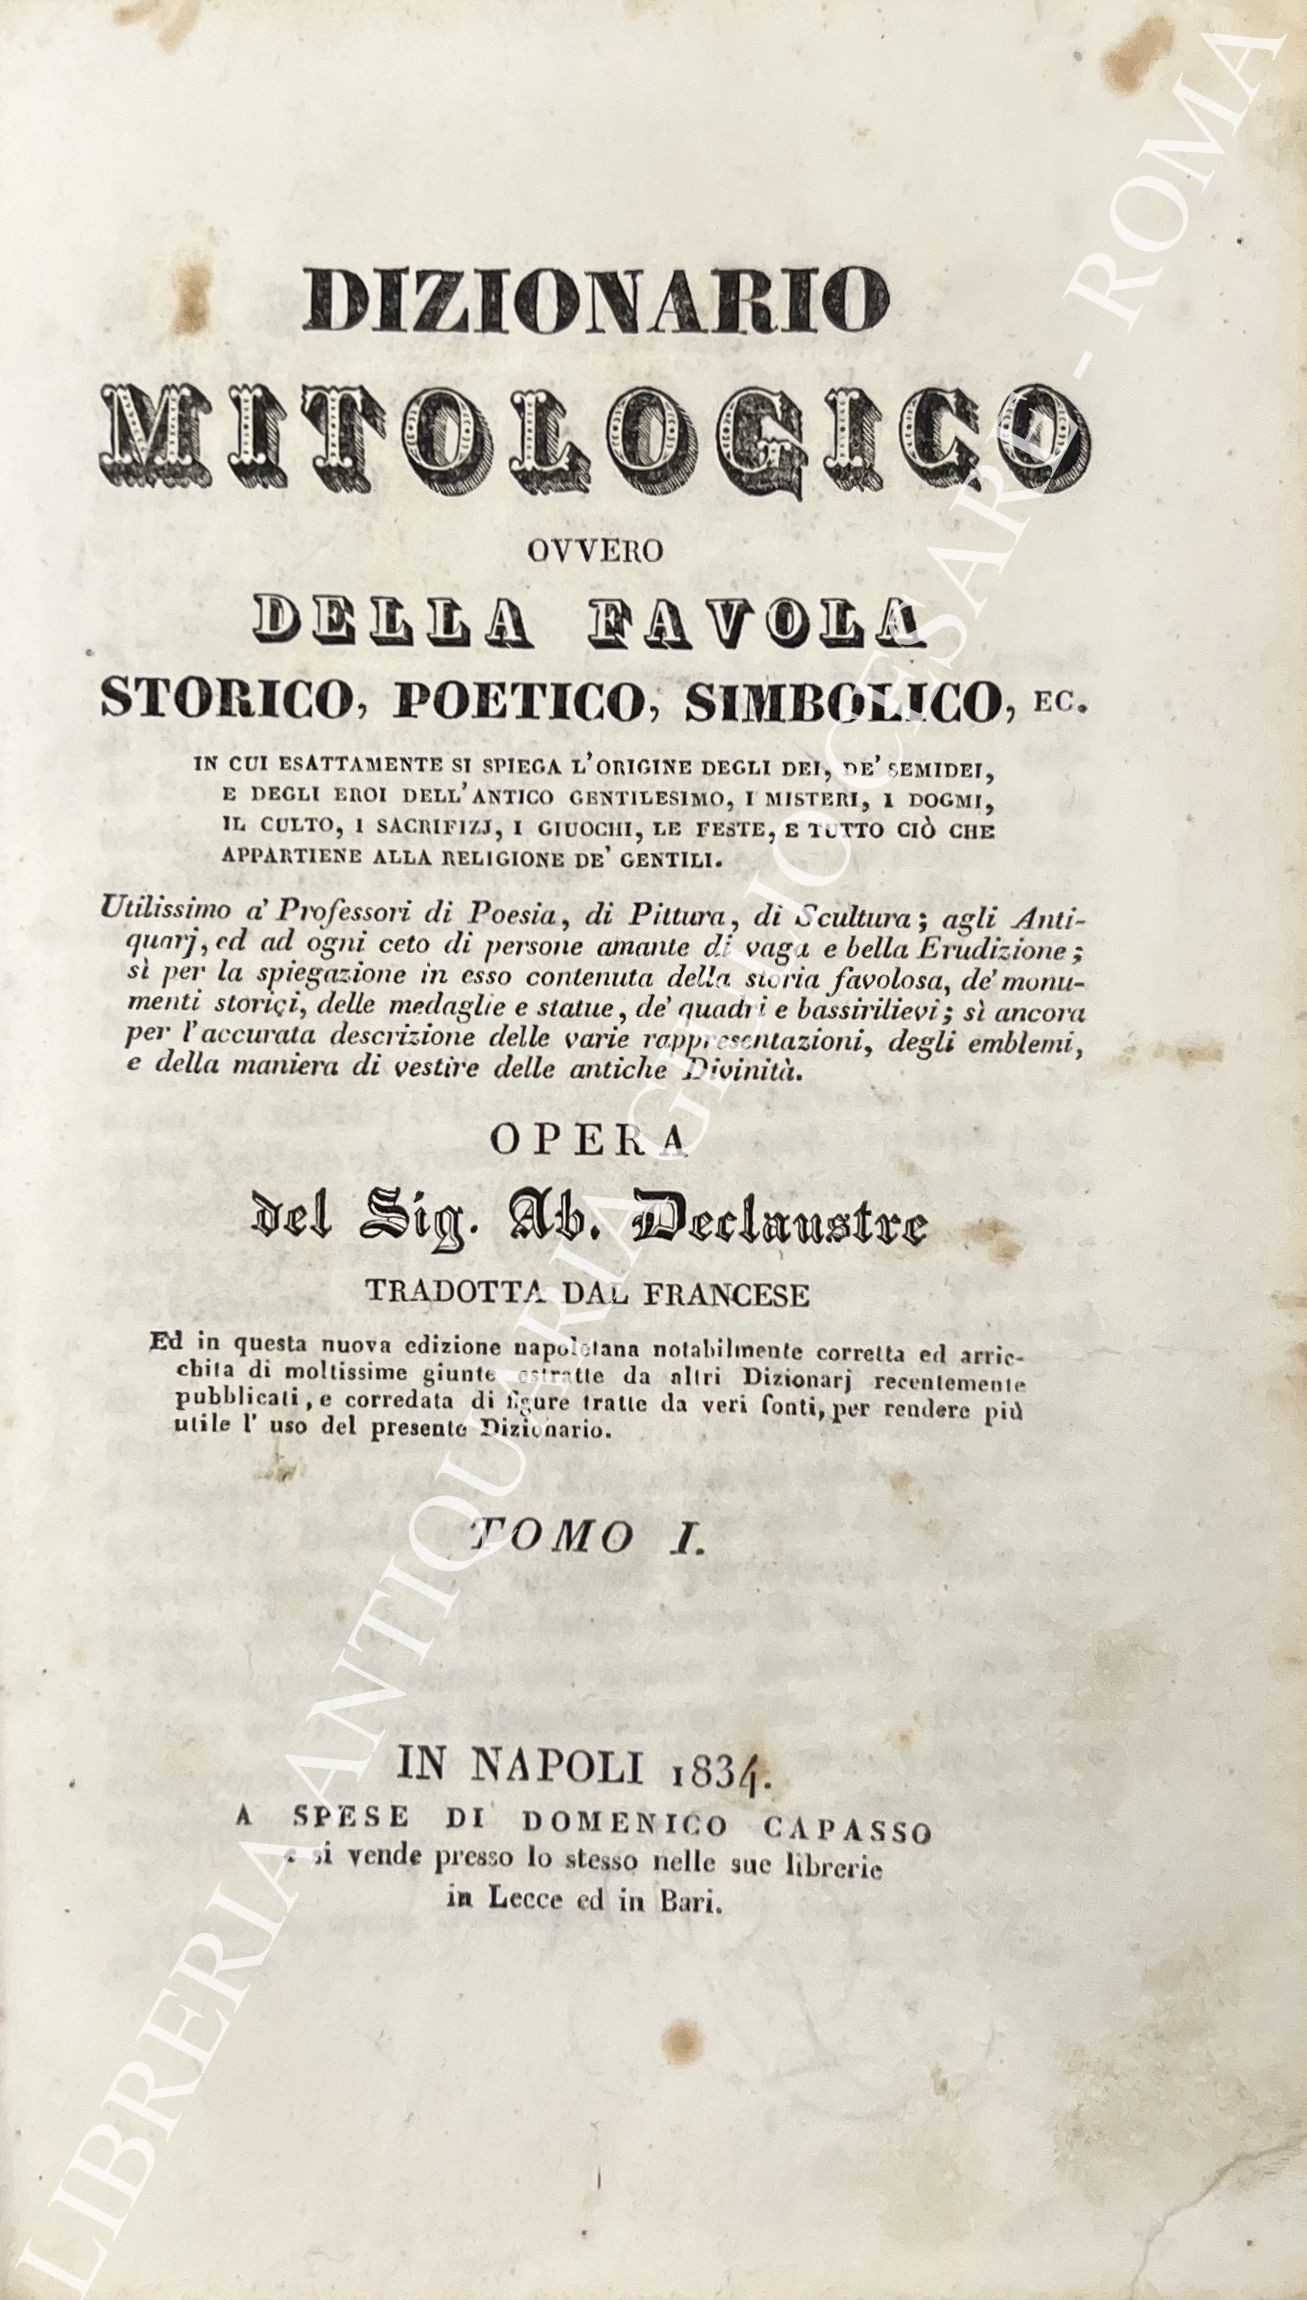 DIZIONARIO
MITOLOGICO
OVVERO
DELLA FAVOLA
STORICO, POETICO, SIMBOLICO, EC.
IN CUI ESATTAMENTE SI SPIEGA L'ORIGINE DEGLI DEI, DE' SEMIDEI,
E DEGLI EROI DELL'ANTICO GENTILESIMO, I MISTERI, I DOGMI,
IL CULTO, I SACRIFIZJ, I GIUOCHI, LE FESTE, E TUTTO CIÒ CHE
APPARTIENE ALLA RELIGIONE DE' GENTILI.
Utilissimo a' Professori di Poesia, di Pittura, di Scultura; agli Anti-
quarj, ed ad ogni ceto di persone amante di vaga e bella Erudizione;
sì per la spiegazione in esso contenuta della storia favolosa, de' monu-
menti storici, delle medaglie e statue, de' quadri e bassirilievi; sì ancora
per l'accurata descrizione delle varie rappresentazioni, degli emblemi,
e della maniera di vestire delle antiche Divinità.
OPERA
del Sig. Ab. Declaustre
TRADOTTA DAL FRANCESE
Ed in questa nuova edizione napoletana notabilmente corretta ed arric-
chita di moltissime giunte estratte da altri Dizionarj recentemente
pubblicati, e corredata di figure tratte da veri fonti, per rendere più
utile l' uso del presente Dizionario.
TOMO I.
IN NAPOLI 1834.
A SPESE DI DOMENICO CAPASSO
e si vende presso lo stesso nelle sue librerie
in Lecce ed in Bari.
LIBRERIA ANTIQUARIA GIULIOCESARE - ROMA